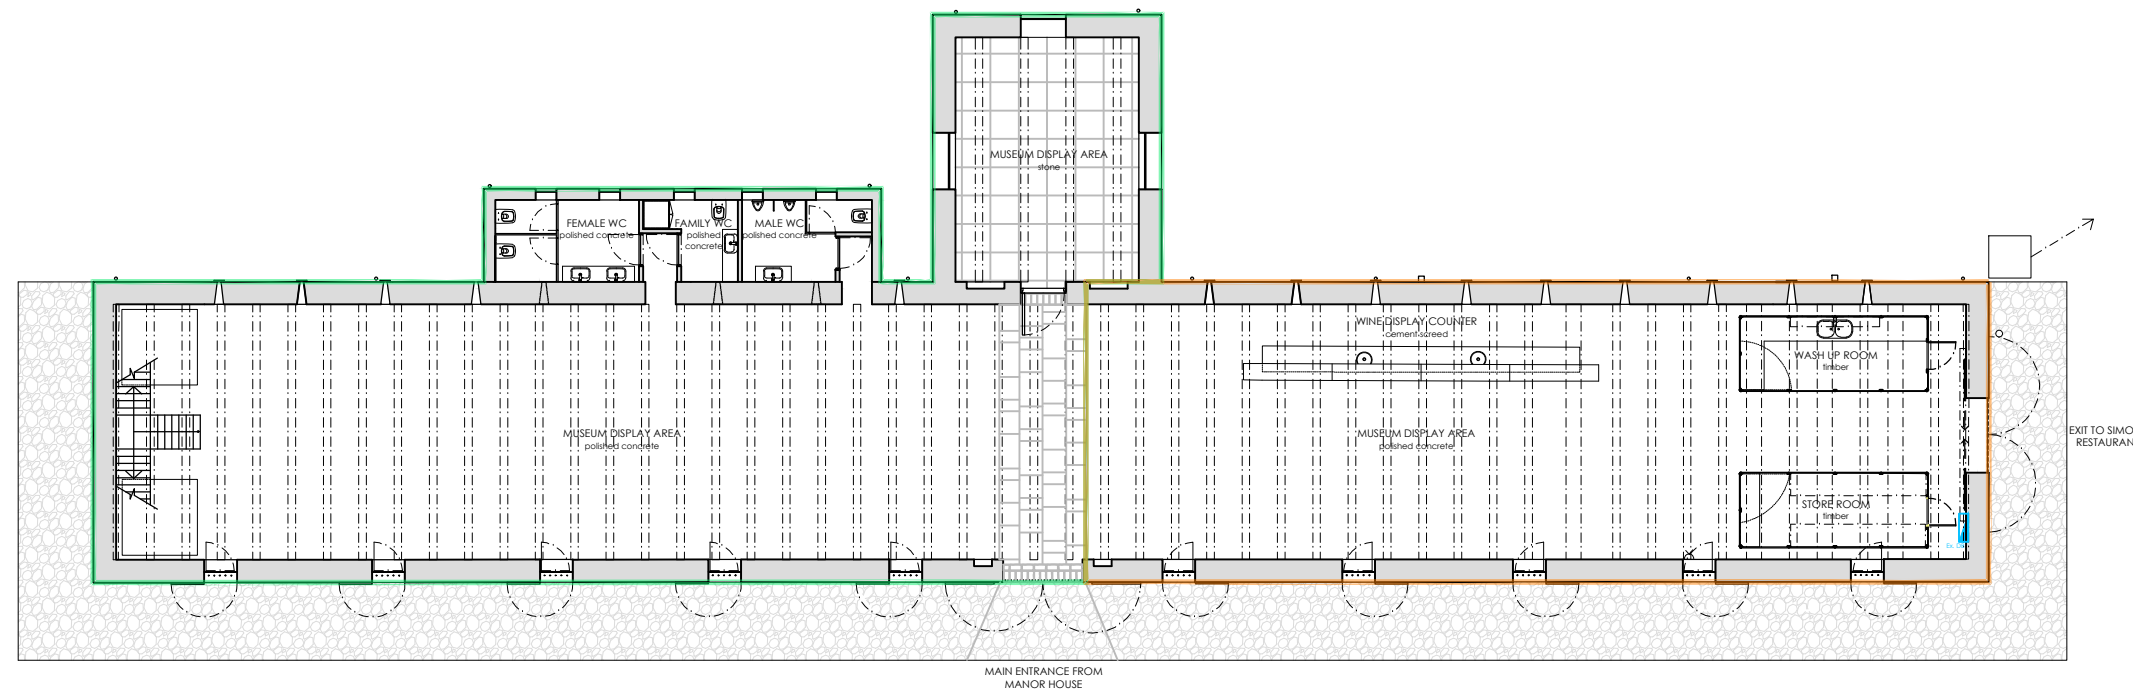 MUSEUM DISPLAY AREA
stone
FEMALE WC
polished concrete
FAMILY WC
polished
concrete
MALE WC
polished concrete
WINE DISPLAY COUNTER
cement screed
WASH UP ROOM
timber
MUSEUM DISPLAY AREA
polished concrete
MUSEUM DISPLAY AREA
polished concrete
EXIT TO SIMO
RESTAURAN
STORE ROOM
timber
MAIN ENTRANCE FROM
MANOR HOUSE